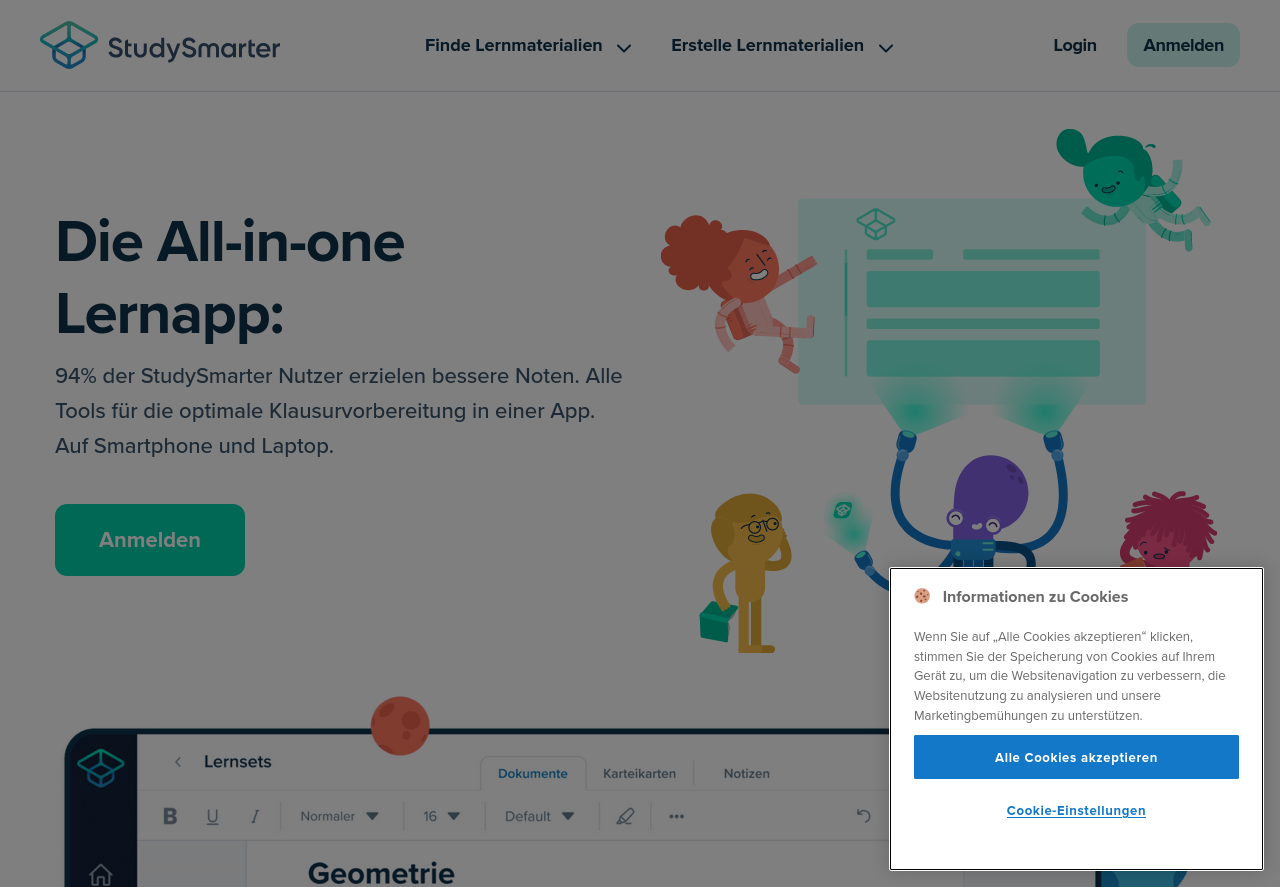 StudySmarter
Finde Lernmaterialien
Erstelle Lernmaterialien
Login
Anmelden
Die All-in-one
Lernapp:
94% der StudySmarter Nutzer erzielen bessere Noten. Alle
Tools für die optimale Klausurvorbereitung in einer App.
Auf Smartphone und Laptop.
Anmelden
Informationen zu Cookies
Wenn Sie auf „Alle Cookies akzeptieren“ klicken,
stimmen Sie der Speicherung von Cookies auf Ihrem
Gerät zu, um die Websitenavigation zu verbessern, die
Websitenutzung zu analysieren und unsere
Marketingbemühungen zu unterstützen.
Alle Cookies akzeptieren
Cookie-Einstellungen
Lernsets
Dokumente
Karteikarten
Notizen
B U I
Normaler
16
Default
Geometrie